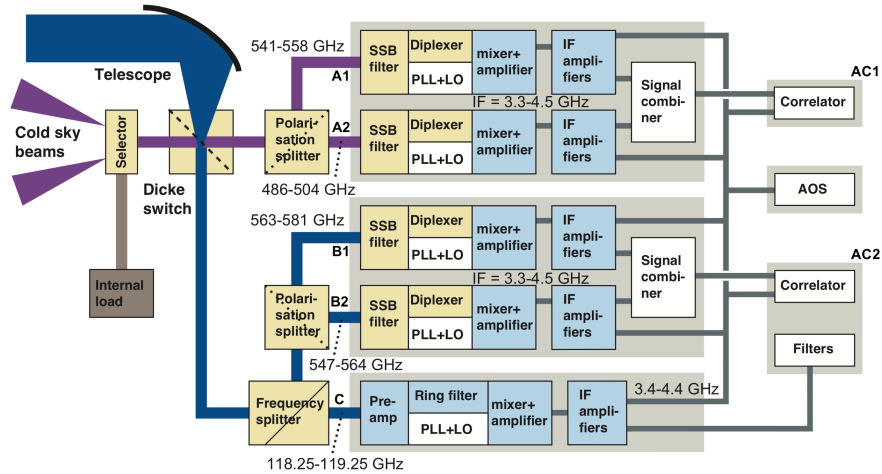 541-558 GHz
Telescope
A1
SSB
filter
Diplexer
PLL+LO
mixer+
amplifier
IF
ampli-
fiers
IF = 3.3-4.5 GHz
Signal
combi-
ner
AC1
Correlator
Cold sky
beams
Selector
Dicke
switch
Polari-
sation
splitter
A2
486-504 GHz
SSB
filter
Diplexer
PLL+LO
mixer+
amplifier
IF
ampli-
fiers
AOS
Internal
load
563-581 GHz
B1
SSB
filter
Diplexer
PLL+LO
mixer+
amplifier
IF
ampli-
fiers
IF = 3.3-4.5 GHz
Signal
combi-
ner
AC2
Correlator
Filters
Polari-
sation
splitter
B2
547-564 GHz
SSB
filter
Diplexer
PLL+LO
mixer+
amplifier
IF
ampli-
fiers
Frequency
splitter
C
118.25-119.25 GHz
Pre-
amp
Ring filter
PLL+LO
mixer+
amplifier
IF
ampli-
fiers
3.4-4.4 GHz